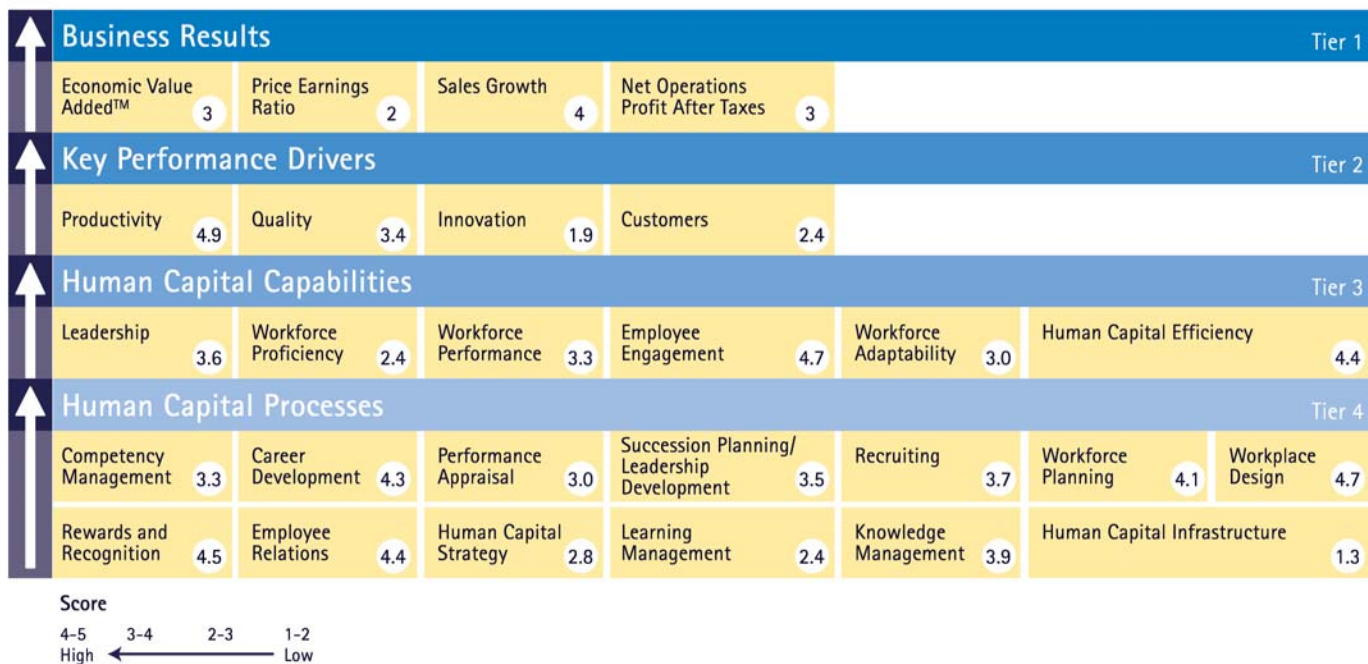 Business Results
Tier 1
Economic Value
Added™ 3
Price Earnings
Ratio 2
Sales Growth
4
Net Operations
Profit After Taxes 3
Key Performance Drivers
Tier 2
Productivity
4.9
Quality
3.4
Innovation
1.9
Customers
2.4
Human Capital Capabilities
Tier 3
Leadership
3.6
Workforce
Proficiency 2.4
Workforce
Performance 3.3
Employee
Engagement 4.7
Workforce
Adaptability 3.0
Human Capital Efficiency
4.4
Human Capital Processes
Tier 4
Competency
Management 3.3
Career
Development 4.3
Performance
Appraisal 3.0
Succession Planning/
Leadership
Development 3.5
Recruiting
3.7
Workforce
Planning 4.1
Workplace
Design 4.7
Rewards and
Recognition 4.5
Employee
Relations 4.4
Human Capital
Strategy 2.8
Learning
Management 2.4
Knowledge
Management 3.9
Human Capital Infrastructure
1.3
Score
4-5 3-4 2-3 1-2
High Low